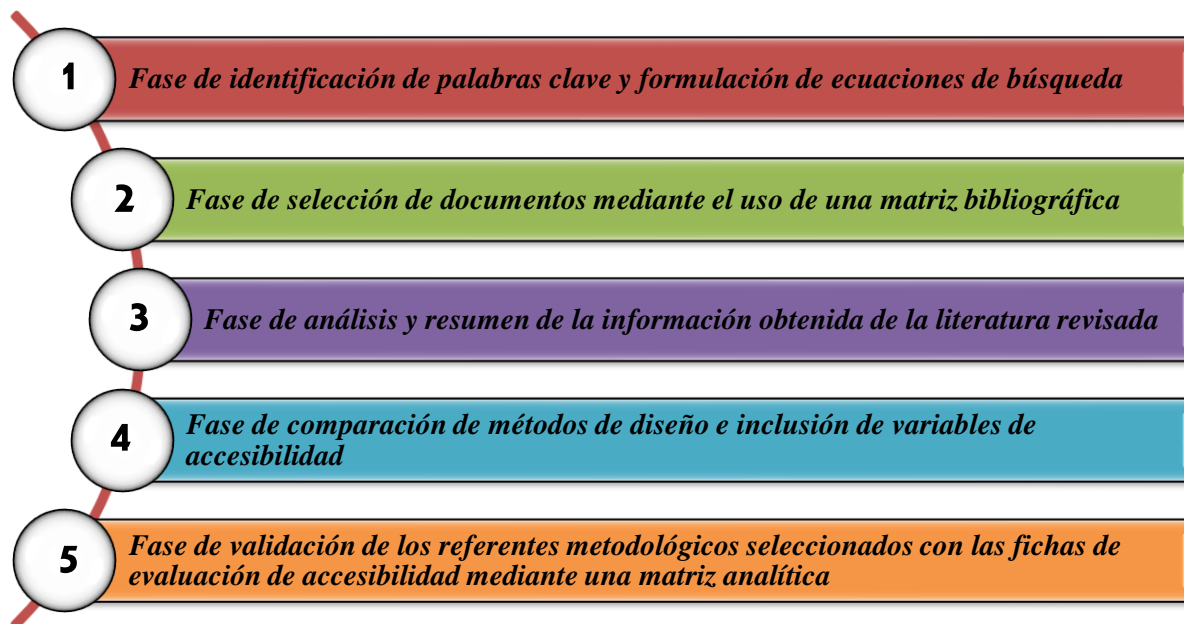 1
Fase de identificación de palabras clave y formulación de ecuaciones de búsqueda
2
Fase de selección de documentos mediante el uso de una matriz bibliográfica
3
Fase de análisis y resumen de la información obtenida de la literatura revisada
4
Fase de comparación de métodos de diseño e inclusión de variables de
accesibilidad
5
Fase de validación de los referentes metodológicos seleccionados con las fichas de
evaluación de accesibilidad mediante una matriz analítica